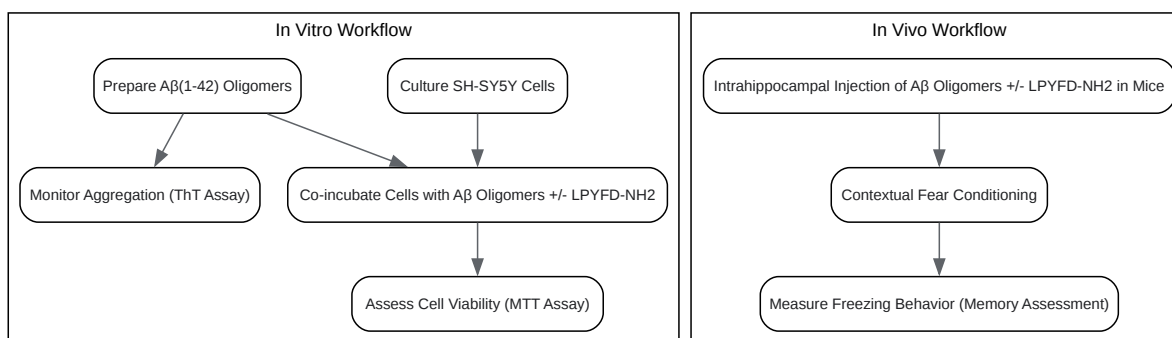 In Vitro Workflow
Prepare Aβ(1-42) Oligomers
Culture SH-SY5Y Cells
Monitor Aggregation (ThT Assay)
Co-incubate Cells with Aβ Oligomers +/- LPYFD-NH2
Assess Cell Viability (MTT Assay)
In Vivo Workflow
Intrahippocampal Injection of Aβ Oligomers +/- LPYFD-NH2 in Mice
Contextual Fear Conditioning
Measure Freezing Behavior (Memory Assessment)